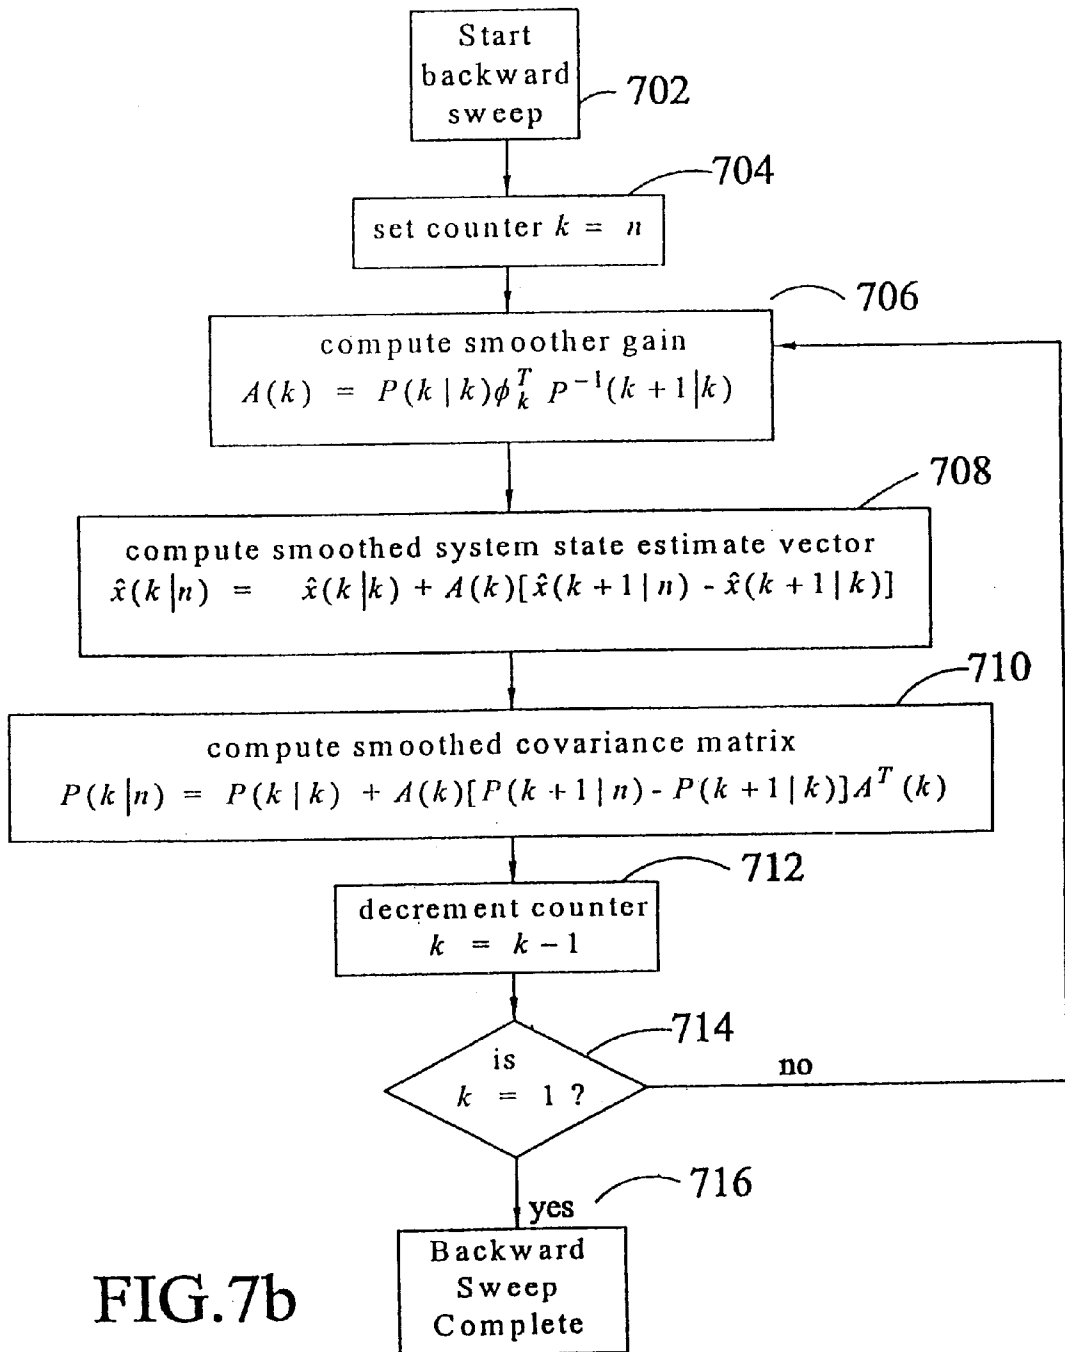 Start
backward
sweep
702
704
set counter k = n
706
compute smoother gain
A(k) = P(k|k)ϕ_k^T P^{-1}(k+1|k)
708
compute smoothed system state estimate vector
x̂(k|n) = x̂(k|k) + A(k)[x̂(k+1|n) - x̂(k+1|k)]
710
compute smoothed covariance matrix
P(k|n) = P(k|k) + A(k)[P(k+1|n) - P(k+1|k)]A^T(k)
712
decrement counter
k = k-1
714
is
k = 1 ?
no
716
yes
Backward
Sweep
Complete
FIG.7b